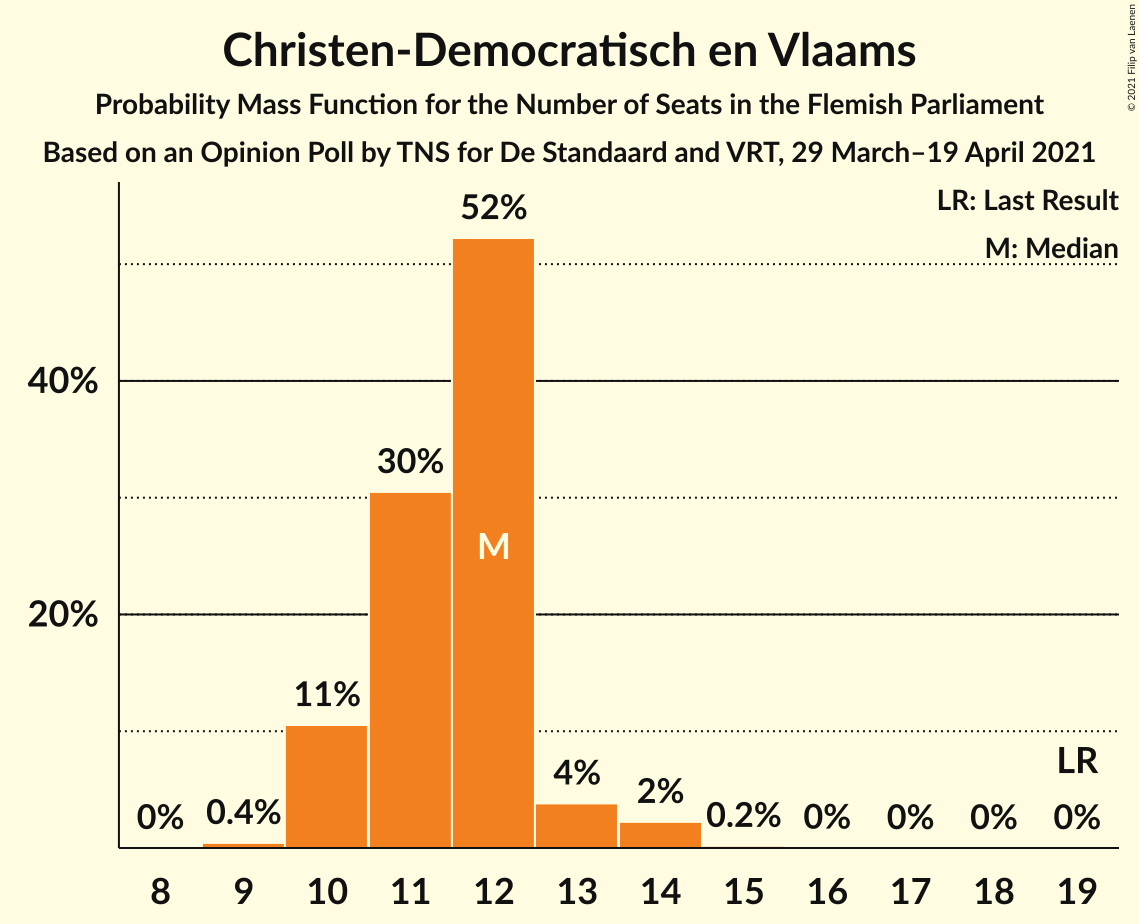 Christen-Democratisch en Vlaams
Probability Mass Function for the Number of Seats in the Flemish Parliament
Based on an Opinion Poll by TNS for De Standaard and VRT, 29 March–19 April 2021
© 2021 Filip van Laenen
LR: Last Result
M: Median
52%
40%
30%
M
20%
11%
4%
2%
LR
0%
0.4%
0.2%
0%
0%
0%
0%
8 9 10 11 12 13 14 15 16 17 18 19